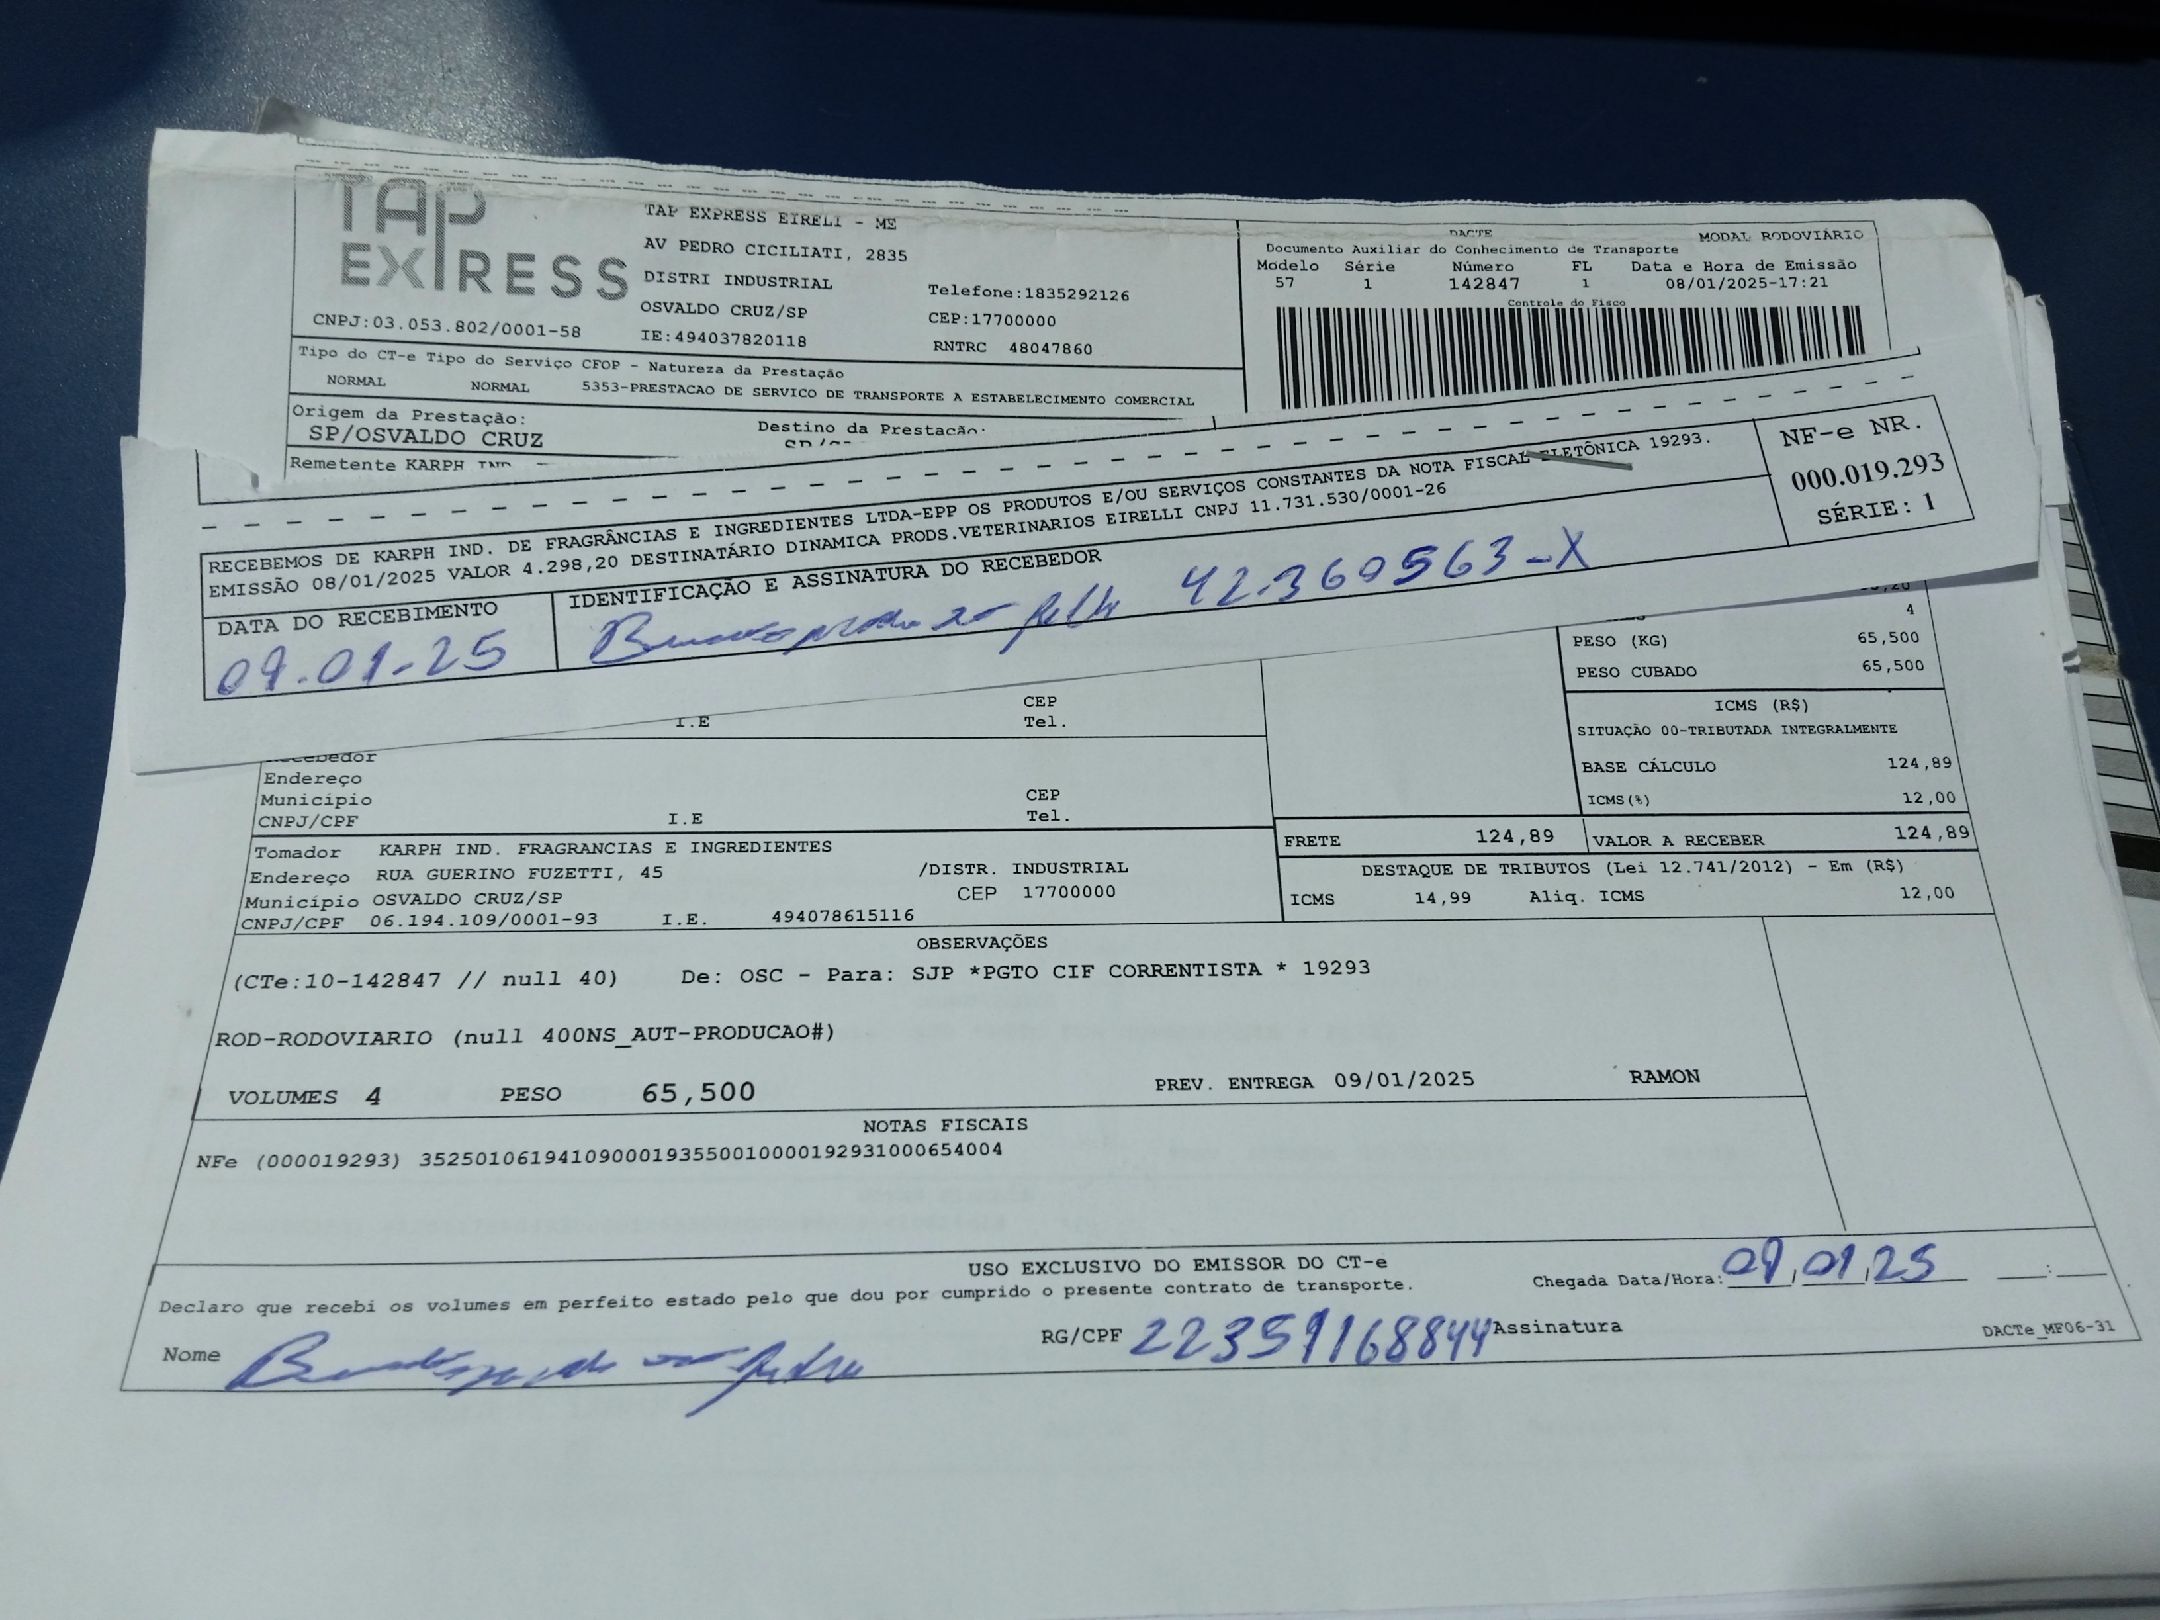 TAP
EXPRESS
CNPJ:03.053.802/0001-58
TAP EXPRESS EIRELI - ME
AV PEDRO CICILIATI, 2835
DISTRI INDUSTRIAL
OSVALDO CRUZ/SP
IE:494037820118
Telefone:1835292126
CEP:17700000
RNTRC 48047860
DACTE
MODAL RODOVIÁRIO
Documento Auxiliar do Conhecimento de Transporte
Modelo Série Número FL Data e Hora de Emissão
57 1 142847 1 08/01/2025-17:21
Controle do Fisco
Tipo do CT-e Tipo do Serviço CFOP - Natureza da Prestação
NORMAL NORMAL 5353-PRESTACAO DE SERVICO DE TRANSPORTE A ESTABELECIMENTO COMERCIAL
Origem da Prestação:
SP/OSVALDO CRUZ
Destino da Prestação:
Remetente KARPH IND.
RECEBEMOS DE KARPH IND. DE FRAGRÂNCIAS E INGREDIENTES LTDA-EPP OS PRODUTOS E/OU SERVIÇOS CONSTANTES DA NOTA FISCAL ELETÔNICA 19293.
EMISSÃO 08/01/2025 VALOR 4.298,20 DESTINATÁRIO DINAMICA PRODS.VETERINARIOS EIRELLI CNPJ 11.731.530/0001-26
NF-e NR.
000.019.293
SÉRIE: 1
DATA DO RECEBIMENTO
09.01-25
IDENTIFICAÇÃO E ASSINATURA DO RECEBEDOR
42.360563-X
4
PESO (KG) 65,500
PESO CUBADO 65,500
ICMS (R$)
SITUAÇÃO 00-TRIBUTADA INTEGRALMENTE
BASE CÁLCULO 124,89
ICMS(%) 12,00
CEP
I.E Tel.
Recebedor
Endereço
Município CEP
CNPJ/CPF I.E Tel.
FRETE 124,89 VALOR A RECEBER 124,89
Tomador KARPH IND. FRAGRANCIAS E INGREDIENTES
Endereço RUA GUERINO FUZETTI, 45 /DISTR. INDUSTRIAL
Município OSVALDO CRUZ/SP CEP 17700000
CNPJ/CPF 06.194.109/0001-93 I.E. 494078615116
DESTAQUE DE TRIBUTOS (Lei 12.741/2012) - Em (R$)
ICMS 14,99 Aliq. ICMS 12,00
OBSERVAÇÕES
(CTe:10-142847 // null 40) De: OSC - Para: SJP *PGTO CIF CORRENTISTA * 19293
ROD-RODOVIARIO (null 400NS_AUT-PRODUCAO#)
VOLUMES 4 PESO 65,500 PREV. ENTREGA 09/01/2025 RAMON
NOTAS FISCAIS
NFe (000019293) 35250106194109000193550010000192931000654004
USO EXCLUSIVO DO EMISSOR DO CT-e
Declaro que recebi os volumes em perfeito estado pelo que dou por cumprido o presente contrato de transporte.
Chegada Data/Hora: 09/01/25 :
Nome
RG/CPF 22359168844 Assinatura
DACTe_MF06-31